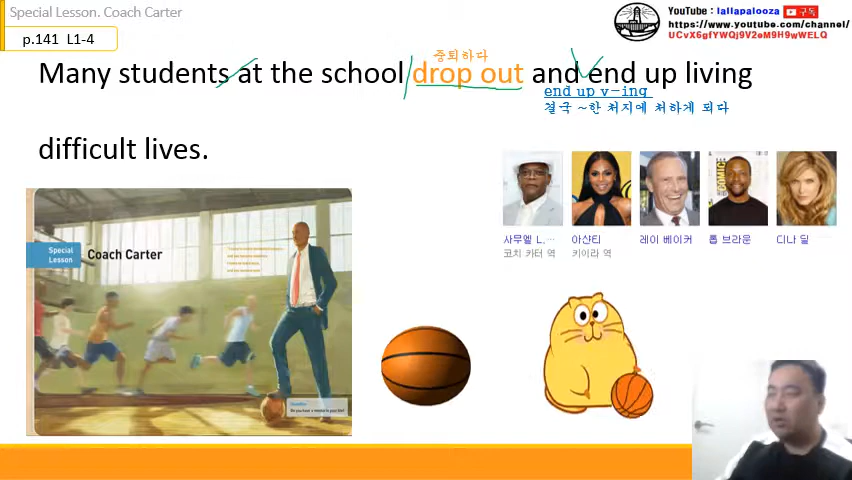 Special Lesson. Coach Carter
YouTube : lallapalooza 구독
https://www.youtube.com/channel/
UCvX6gfYWQj9V2eM9H9wWELQ
p.141 L1-4
중퇴하다
Many students at the school drop out and end up living
end up v-ing
결국 ~한 처지에 처하게 되다
difficult lives.
Special
Lesson
Coach Carter
사무엘 L....
코치 카터 역
아샨티
키이라 역
레이 베이커
롭 브라운
디나 딜